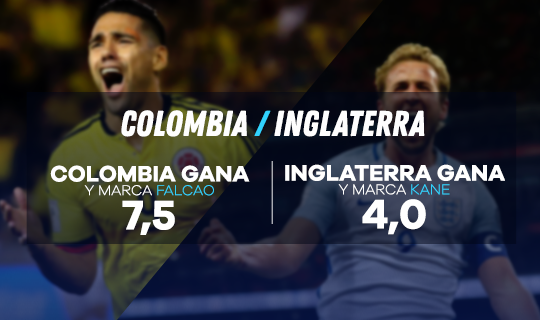 COLOMBIA / INGLATERRA
COLOMBIA GANA
Y MARCA FALCAO
7,5
INGLATERRA GANA
Y MARCA KANE
4,0